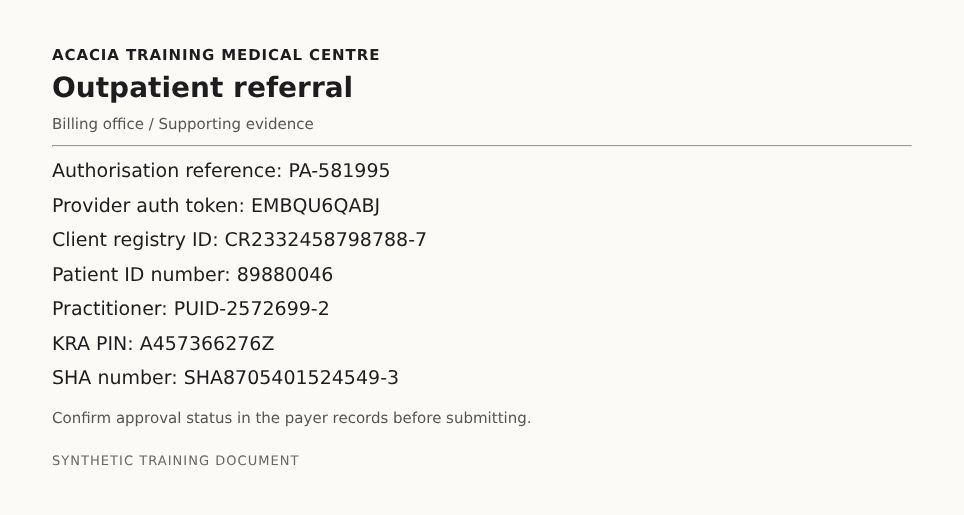 ACACIA TRAINING MEDICAL CENTRE
Outpatient referral
Billing office / Supporting evidence
Authorisation reference: PA-581995
Provider auth token: EMBQU6QABJ
Client registry ID: CR2332458798788-7
Patient ID number: 89880046
Practitioner: PUID-2572699-2
KRA PIN: A457366276Z
SHA number: SHA8705401524549-3
Confirm approval status in the payer records before submitting.
SYNTHETIC TRAINING DOCUMENT